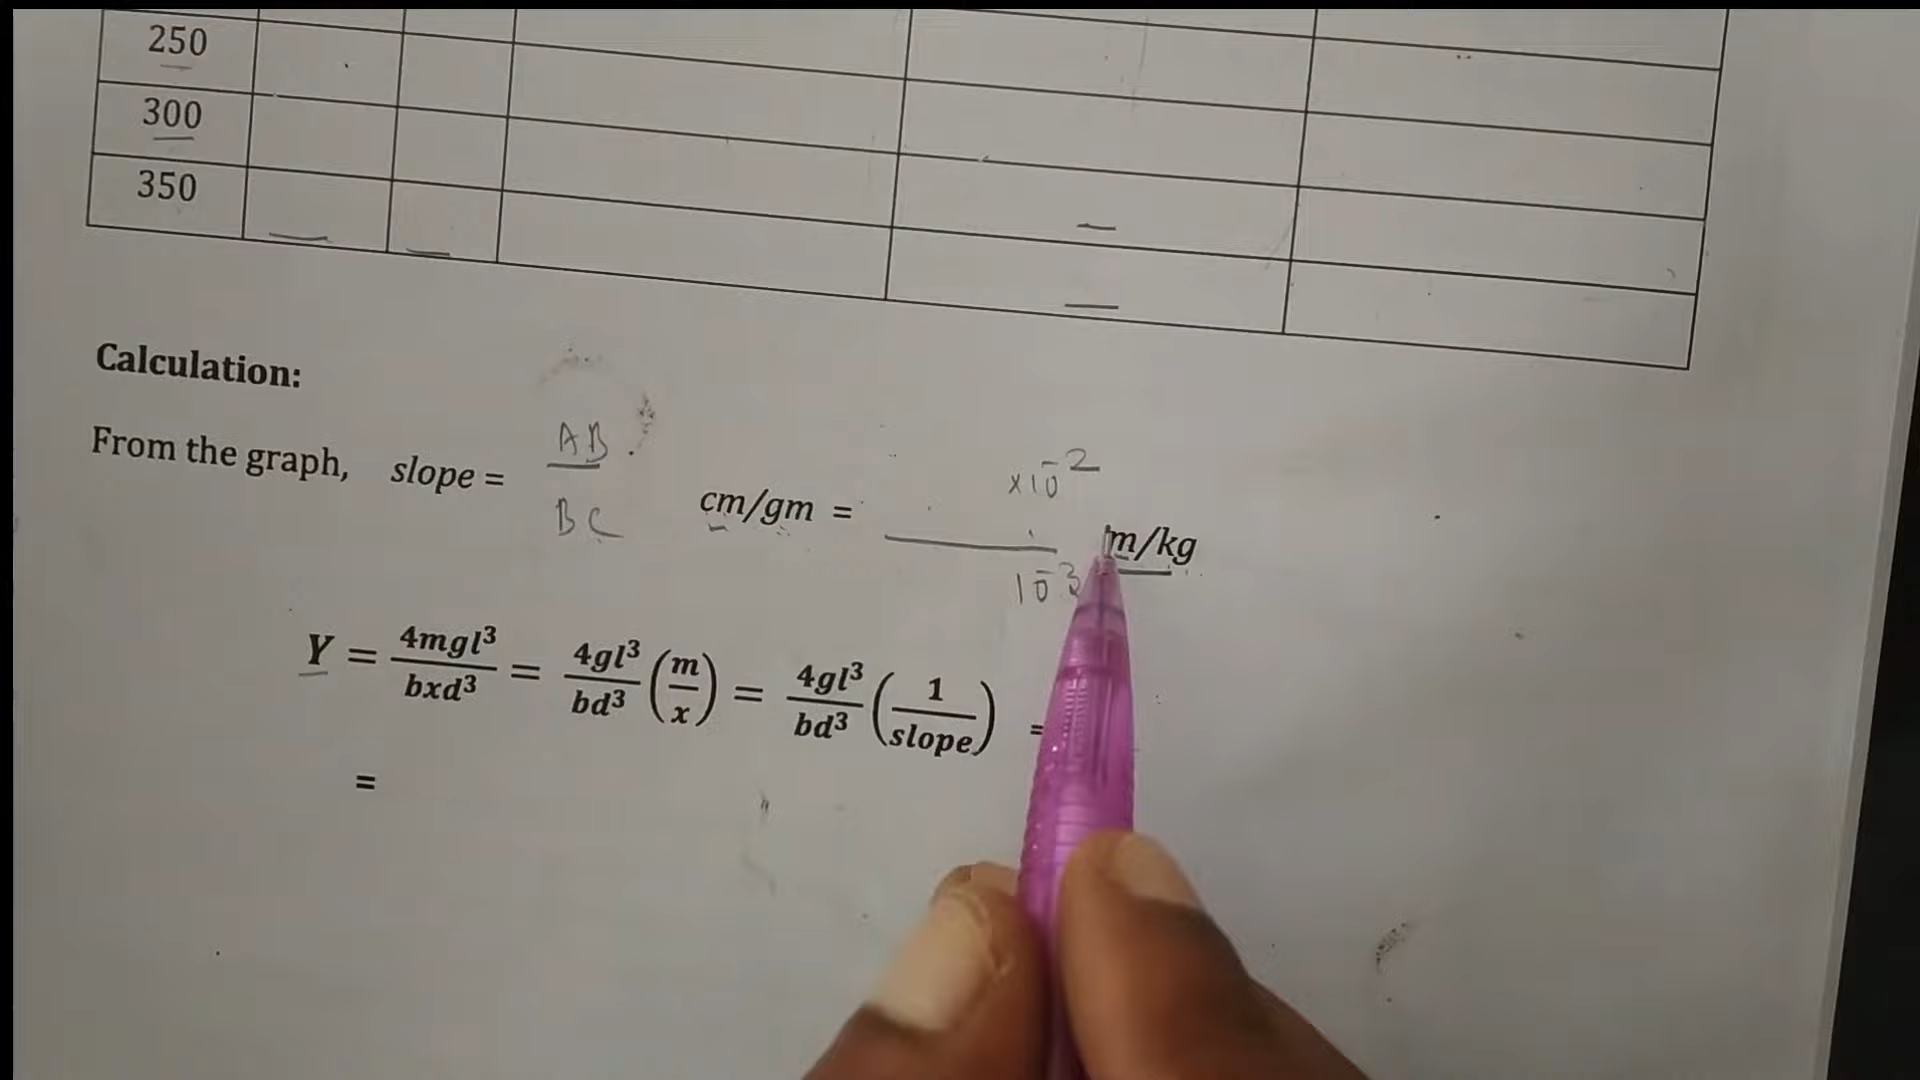 250
300
350
Calculation:
From the graph, slope = AB / BC cm/gm = ×10⁻² / 10⁻³ m/kg
Y = 4mgl³ / bxd³ = 4gl³ / bd³ (m / x) = 4gl³ / bd³ (1 / slope) =
=